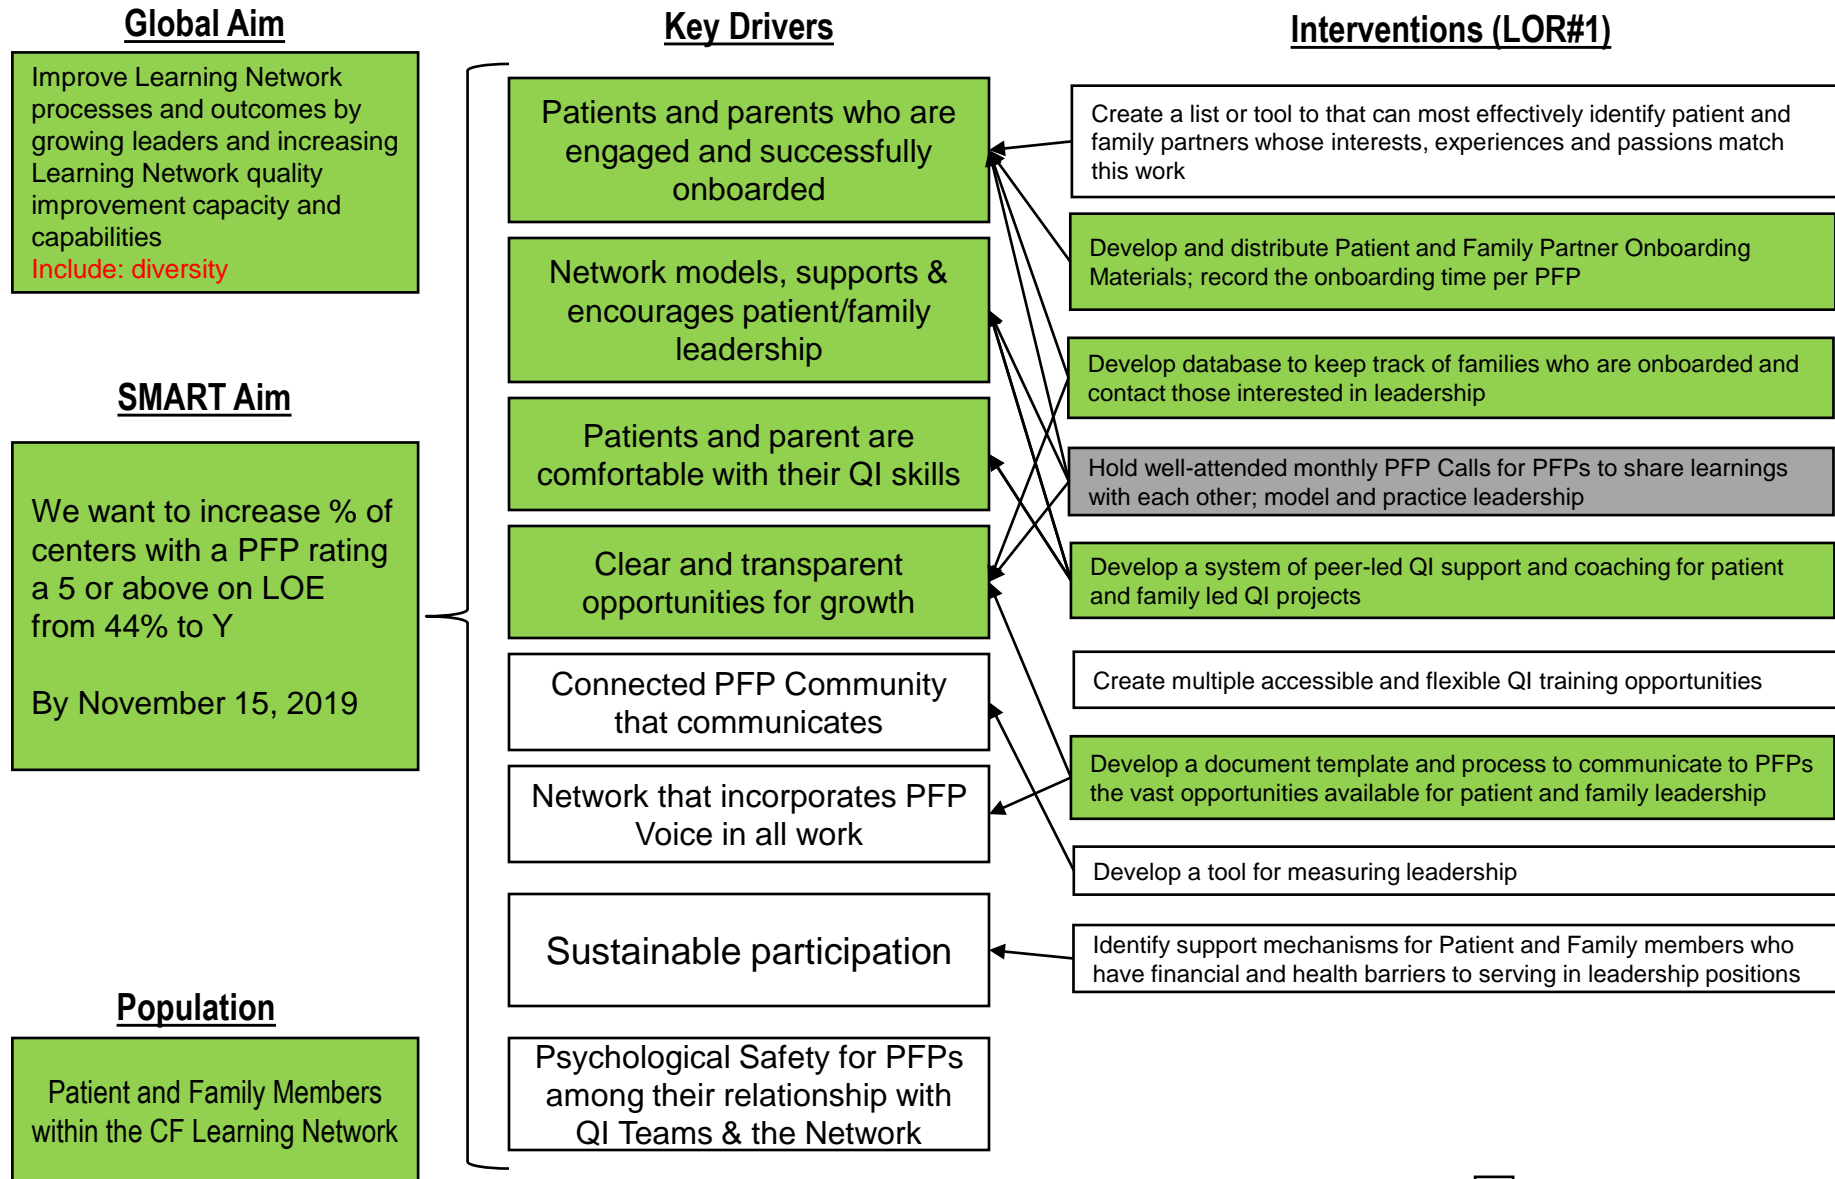 Global Aim
Improve Learning Network
processes and outcomes by
growing leaders and increasing
Learning Network quality
improvement capacity and
capabilities
Include: diversity
SMART Aim
We want to increase % of
centers with a PFP rating
a 5 or above on LOE
from 44% to Y
By November 15, 2019
Population
Patient and Family Members
within the CF Learning Network
Key Drivers
Patients and parents who are
engaged and successfully
onboarded
Network models, supports &
encourages patient/family
leadership
Patients and parent are
comfortable with their QI skills
Clear and transparent
opportunities for growth
Connected PFP Community
that communicates
Network that incorporates PFP
Voice in all work
Sustainable participation
Psychological Safety for PFPs
among their relationship with
QI Teams & the Network
Interventions (LOR#1)
Create a list or tool to that can most effectively identify patient and
family partners whose interests, experiences and passions match
this work
Develop and distribute Patient and Family Partner Onboarding
Materials; record the onboarding time per PFP
Develop database to keep track of families who are onboarded and
contact those interested in leadership
Hold well-attended monthly PFP Calls for PFPs to share learnings
with each other; model and practice leadership
Develop a system of peer-led QI support and coaching for patient
and family led QI projects
Create multiple accessible and flexible QI training opportunities
Develop a document template and process to communicate to PFPs
the vast opportunities available for patient and family leadership
Develop a tool for measuring leadership
Identify support mechanisms for Patient and Family members who
have financial and health barriers to serving in leadership positions